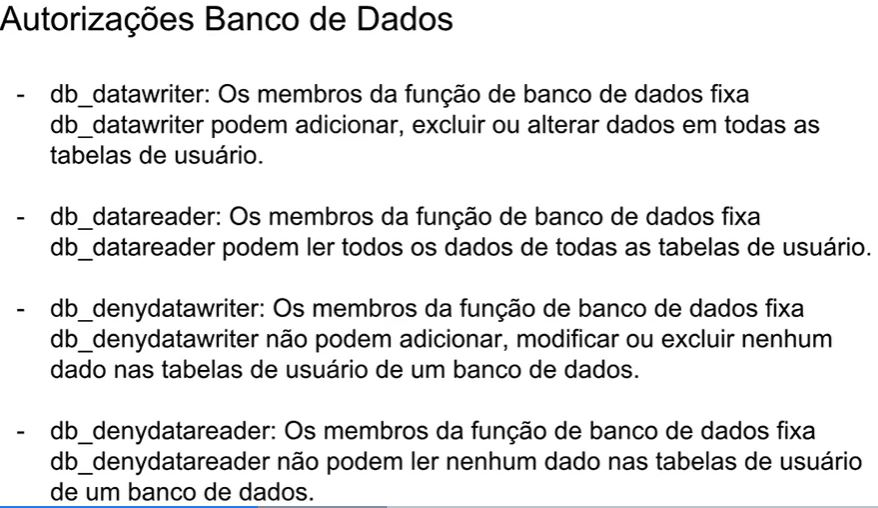 Autorizações Banco de Dados
- db_datawriter: Os membros da função de banco de dados fixa
db_datawriter podem adicionar, excluir ou alterar dados em todas as
tabelas de usuário.
- db_datareader: Os membros da função de banco de dados fixa
db_datareader podem ler todos os dados de todas as tabelas de usuário.
- db_denydatawriter: Os membros da função de banco de dados fixa
db_denydatawriter não podem adicionar, modificar ou excluir nenhum
dado nas tabelas de usuário de um banco de dados.
- db_denydatareader: Os membros da função de banco de dados fixa
db_denydatareader não podem ler nenhum dado nas tabelas de usuário
de um banco de dados.